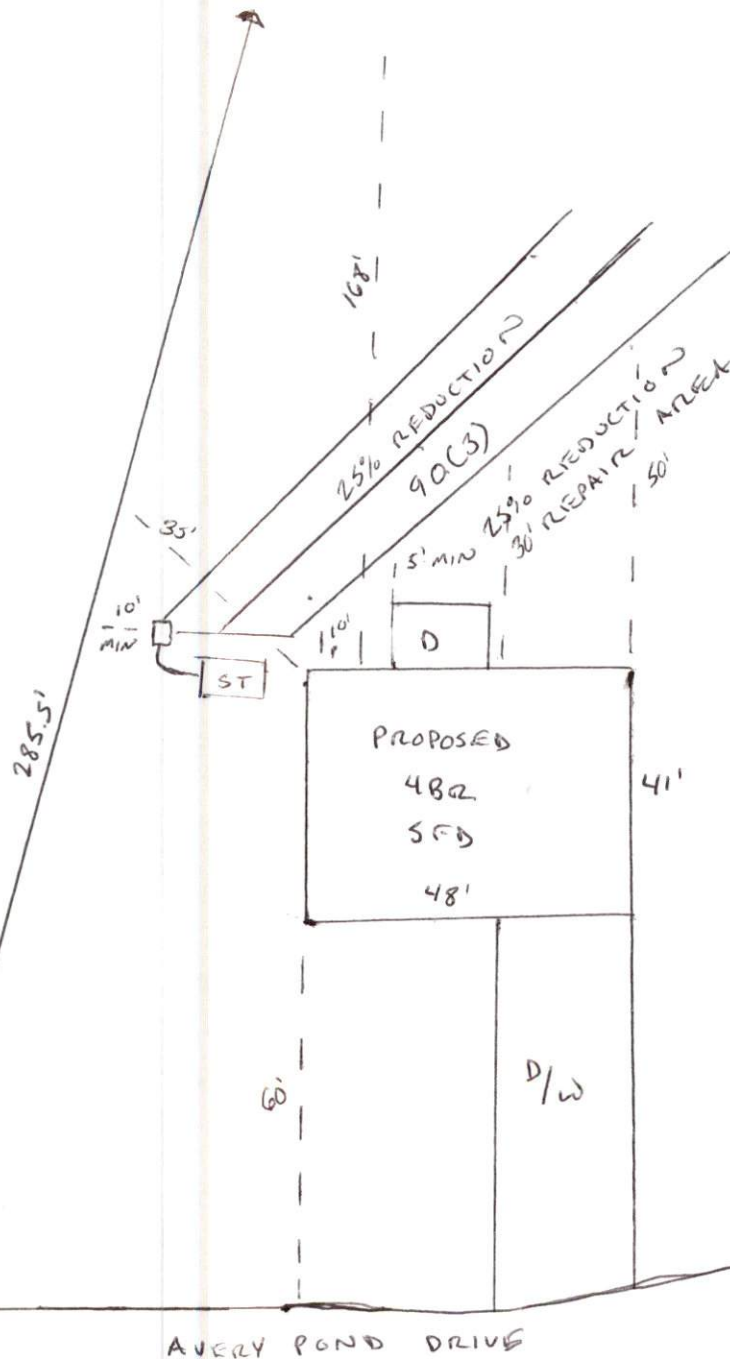 168'
25% REDUCTION
90(3)
25% REDUCTION
30' REPAIR AREA
50'
35'
5' MIN
10'
MIN
10'
D
ST
285.5'
PROPOSED
4BR
SFD
48'
41'
60'
D/W
AVERY POND DRIVE